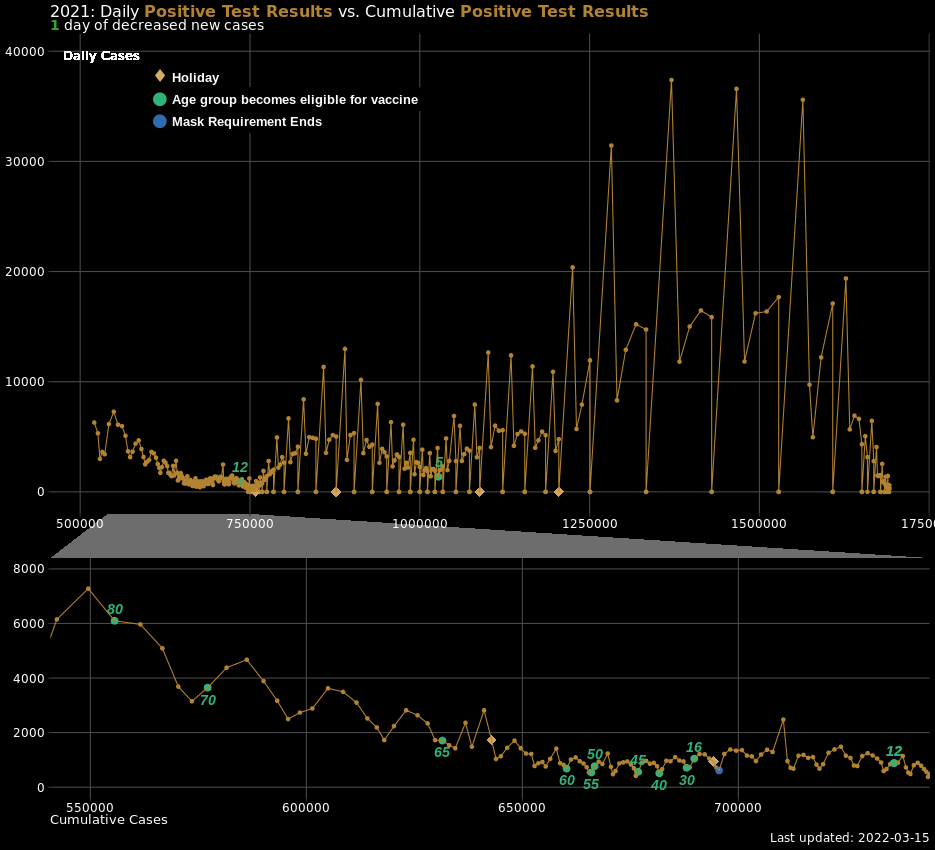 2021: Daily Positive Test Results vs. Cumulative Positive Test Results
1 day of decreased new cases
40000
Daily Cases
Holiday
Age group becomes eligible for vaccine
Mask Requirement Ends
30000
20000
10000
12
5
0
500000 750000 1000000 1250000 1500000 17500
8000
80
6000
4000
70
2000
65
60
55
50
45
40
30
16
12
0
550000 600000 650000 700000
Cumulative Cases
Last updated: 2022-03-15